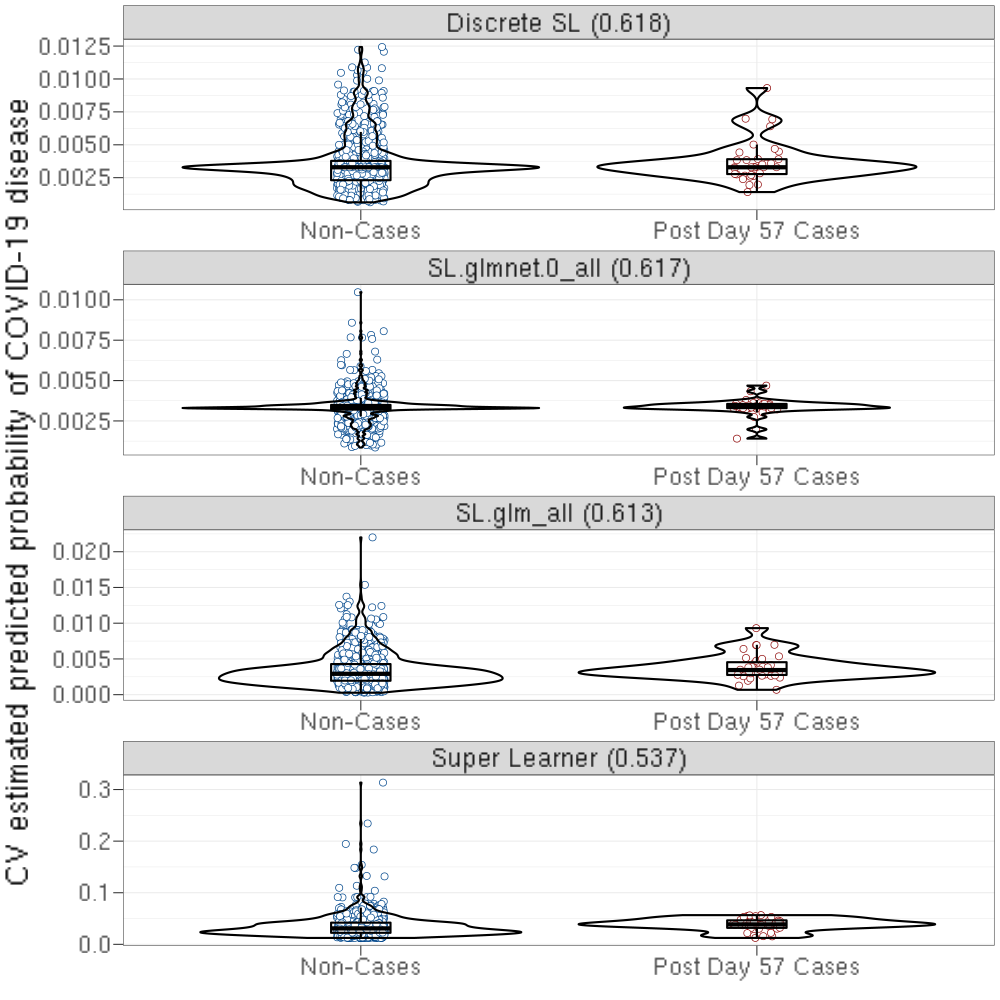 CV estimated predicted probability of COVID-19 disease
Discrete SL (0.618)
0.0125
0.0100
0.0075
0.0050
0.0025
Non-Cases
Post Day 57 Cases
SL.glmnet.0_all (0.617)
0.0100
0.0075
0.0050
0.0025
Non-Cases
Post Day 57 Cases
SL.glm_all (0.613)
0.020
0.015
0.010
0.005
0.000
Non-Cases
Post Day 57 Cases
Super Learner (0.537)
0.3
0.2
0.1
0.0
Non-Cases
Post Day 57 Cases